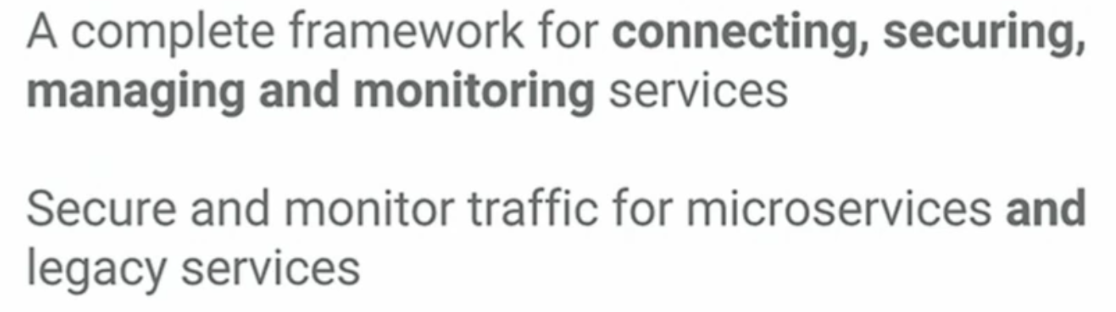 A complete framework for connecting, securing,
managing and monitoring services
Secure and monitor traffic for microservices and
legacy services